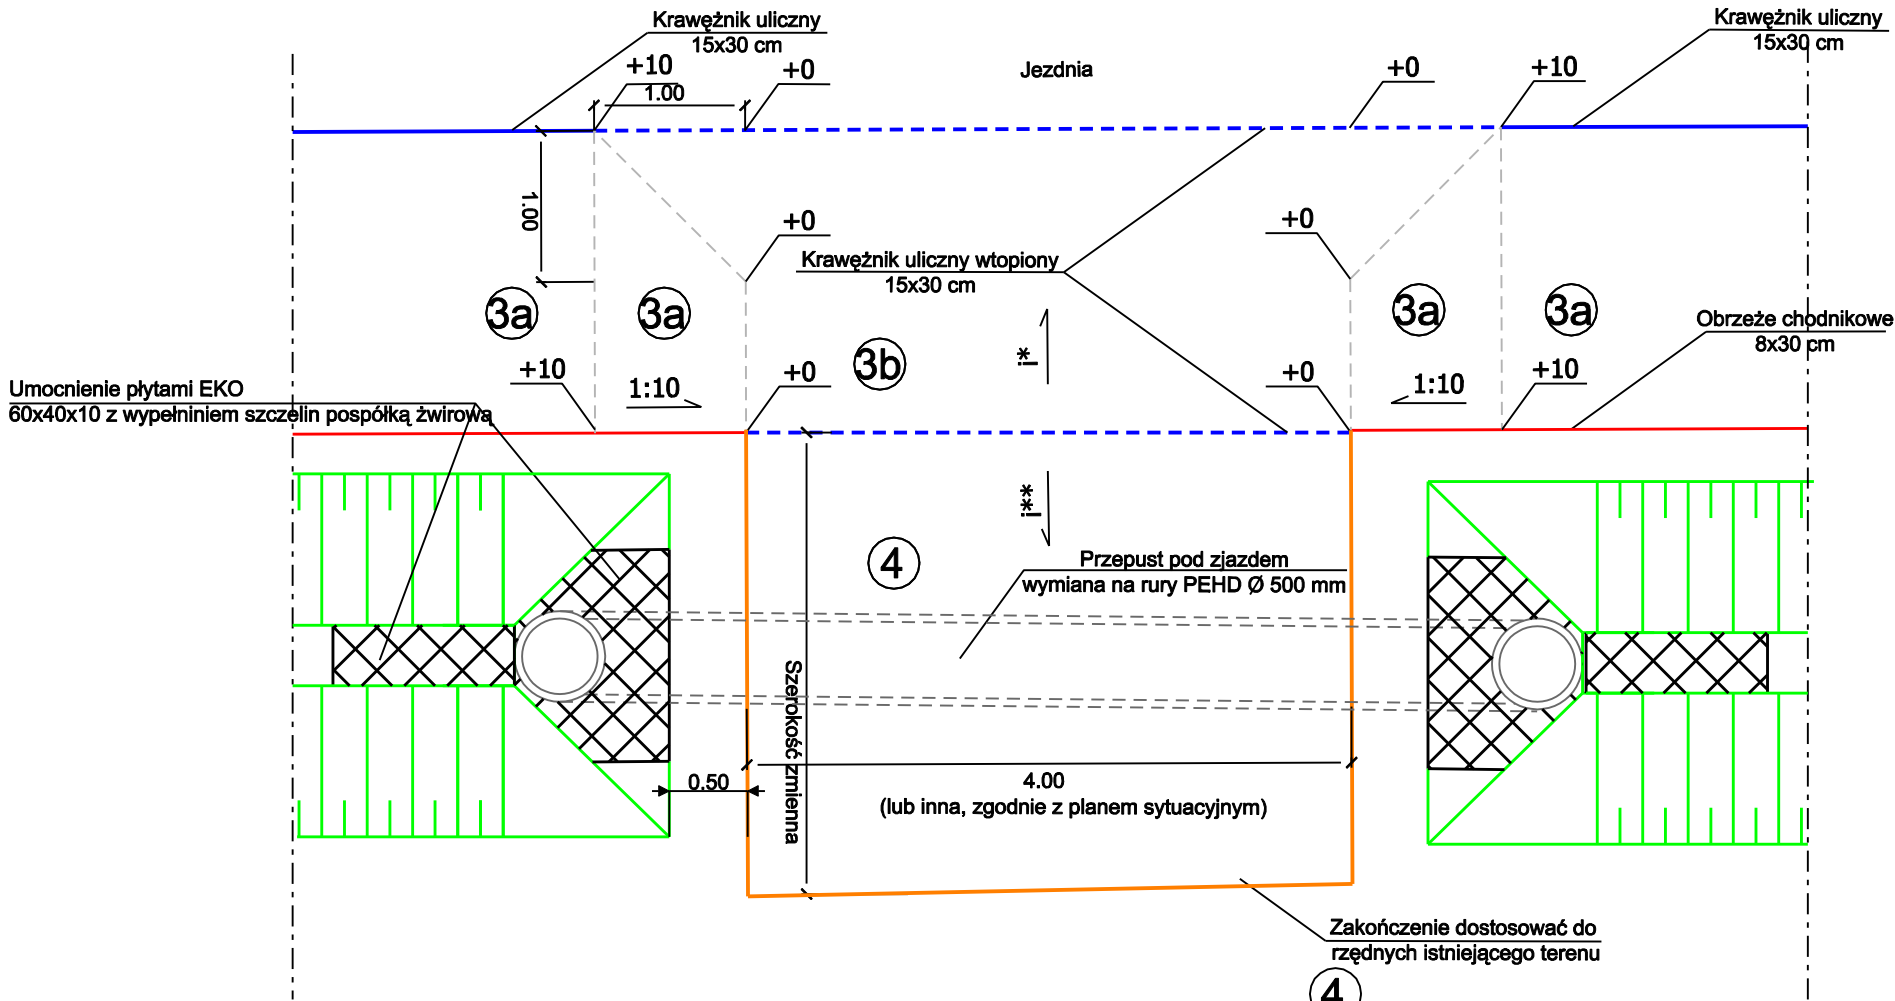 Krawężnik uliczny
15x30 cm
Krawężnik uliczny
15x30 cm
+10
+0
Jezdnia
+0
+10
1.00
1.00
+0
+0
Krawężnik uliczny wtopiony
15x30 cm
3a
3a
3a
3a
Obrzeże chodnikowe
8x30 cm
i*
3b
+10
1:10
+0
+0
1:10
+10
Umocnienie płytami EKO
60x40x10 z wypełniniem szczelin pospółką żwirową
i**
4
Przepust pod zjazdem
wymiana na rury PEHD Ø 500 mm
Szerokość zmienna
0.50
4.00
(lub inna, zgodnie z planem sytuacyjnym)
Zakończenie dostosować do
rzędnych istniejącego terenu
4